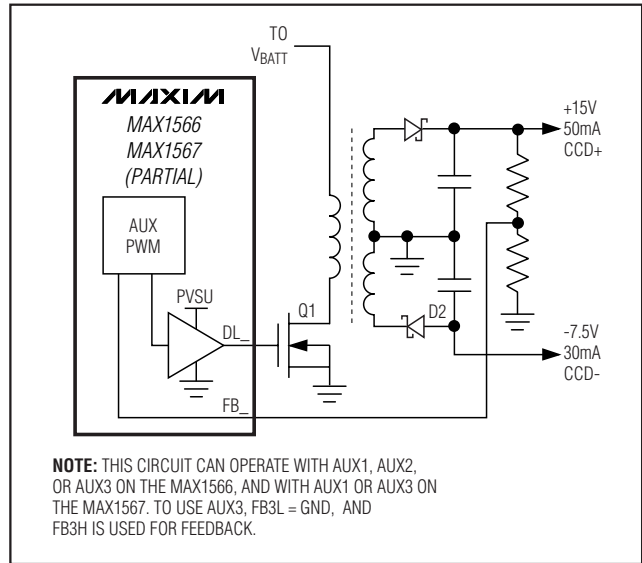 TO
VBATT
MAXIM
MAX1566
MAX1567
(PARTIAL)
AUX
PWM
PVSU
DL_
FB_
Q1
D2
+15V
50mA
CCD+
-7.5V
30mA
CCD-
NOTE: THIS CIRCUIT CAN OPERATE WITH AUX1, AUX2,
OR AUX3 ON THE MAX1566, AND WITH AUX1 OR AUX3 ON
THE MAX1567. TO USE AUX3, FB3L = GND, AND
FB3H IS USED FOR FEEDBACK.